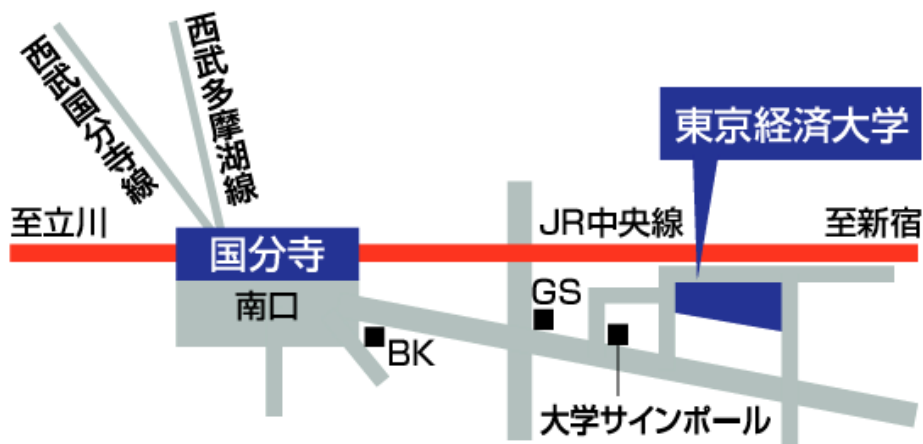 西武国分寺線
西武多摩湖線
東京経済大学
至立川
JR中央線
至新宿
国分寺
南口
GS
BK
大学サインポール